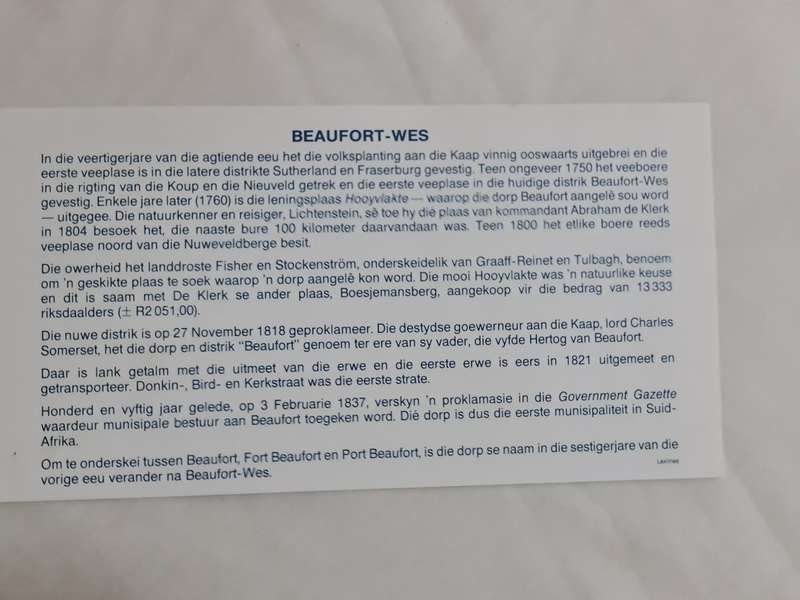 BEAUFORT-WES
In die veertigerjare van die agtiende eeu het die volksplanting aan die Kaap vinnig ooswaarts uitgebrei en die
eerste veeplase is in die latere distrikte Sutherland en Fraserburg gevestig. Teen ongeveer 1750 het veeboere
in die rigting van die Koup en die Nieuveld getrek en die eerste veeplase in die huidige distrik Beaufort-Wes
gevestig. Enkele jare later (1760) is die leningsplaas Hooyvlakte — waarop die dorp Beaufort aangelê sou word
— uitgegee. Die natuurkenner en reisiger, Lichtenstein, sê toe hy dié plaas van kommandant Abraham de Klerk
in 1804 besoek het, die naaste bure 100 kilometer daarvandaan was. Teen 1800 het etlike boere reeds
veeplase noord van die Nuweveldberge besit.
Die owerheid het landdroste Fisher en Stockenström, onderskeidelik van Graaff-Reinet en Tulbagh, benoem
om 'n geskikte plaas te soek waarop 'n dorp aangelê kon word. Die mooi Hooyvlakte was 'n natuurlike keuse
en dit is saam met De Klerk se ander plaas, Boesjemansberg, aangekoop vir die bedrag van 13 333
riksdaalders (± R2 051,00).
Die nuwe distrik is op 27 November 1818 geproklameer. Die destydse goewerneur aan die Kaap, lord Charles
Somerset, het die dorp en distrik "Beaufort" genoem ter ere van sy vader, die vyfde Hertog van Beaufort.
Daar is lank getalm met die uitmeet van die erwe en die eerste erwe is eers in 1821 uitgemeet en
getransporteer. Donkin-, Bird- en Kerkstraat was die eerste strate.
Honderd en vyftig jaar gelede, op 3 Februarie 1837, verskyn 'n proklamasie in die Government Gazette
waardeur munisipale bestuur aan Beaufort toegeken word. Dié dorp is dus die eerste munisipaliteit in Suid-
Afrika.
Om te onderskei tussen Beaufort, Fort Beaufort en Port Beaufort, is die dorp se naam in die sestigerjare van die
vorige eeu verander na Beaufort-Wes.